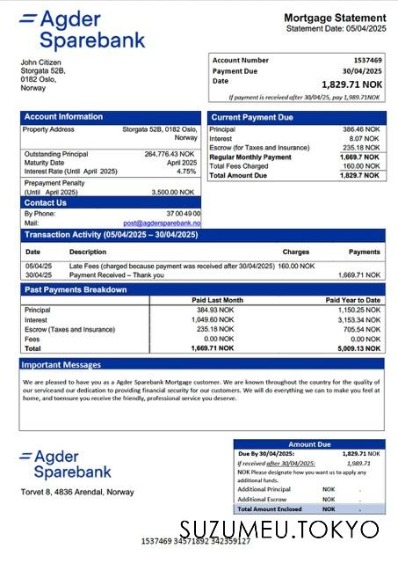 Agder
Sparebank
Mortgage Statement
Statement Date: 05/04/2025
John Citizen
Storgata 52B,
0182 Oslo,
Norway
Account Number 1537469
Payment Due 30/04/2025
Date
1,829.71 NOK
If payment is received after 30/04/25, pay 1,989.71NOK
Account Information
Property Address Storgata 52B, 0182 Oslo,
Norway
Outstanding Principal 264,776.43 NOK
Maturity Date April 2025
Interest Rate (Until April 2025) 4.75%
Prepayment Penalty
(Until April 2025) 3,500.00 NOK
Contact Us
By Phone: 37 00 49 00
Mail: post@agdersparebank.no
Current Payment Due
Principal 386.46 NOK
Interest 8.07 NOK
Escrow (for Taxes and Insurance) 235.18 NOK
Regular Monthly Payment 1,669.7 NOK
Total Fees Charged 160.00 NOK
Total Amount Due 1,829.7 NOK
Transaction Activity (05/04/2025 – 30/04/2025)
Date Description Charges Payments
05/04/25 Late Fees (charged because payment was received after 30/04/2025) 160.00 NOK
30/04/25 Payment Received – Thank you 1,669.71 NOK
Past Payments Breakdown
Paid Last Month Paid Year to Date
Principal 384.93 NOK 1,150.25 NOK
Interest 1,049.60 NOK 3,153.34 NOK
Escrow (Taxes and Insurance) 235.18 NOK 705.54 NOK
Fees 0.00 NOK 0.00 NOK
Total 1,669.71 NOK 5,009.13 NOK
Important Messages
We are pleased to have you as a Agder Sparebank Mortgage customer. We are known throughout the country for the quality of
our serviceand our dedication to providing financial security for our customers. We will do everything we can to make you feel at
home, and toensure you receive the friendly, professional service you deserve.
Agder
Sparebank
Torvet 8, 4836 Arendal, Norway
Amount Due
Due By 30/04/2025: 1,829.71 NOK
If received after 30/04/2025: 1,989.71
NOK Please designate how you want us to apply any
additional funds.
Additional Principal NOK .
Additional Escrow NOK .
Total Amount Enclosed NOK .
SUZUMEU.TOKYO
1537469 34571892 342359127